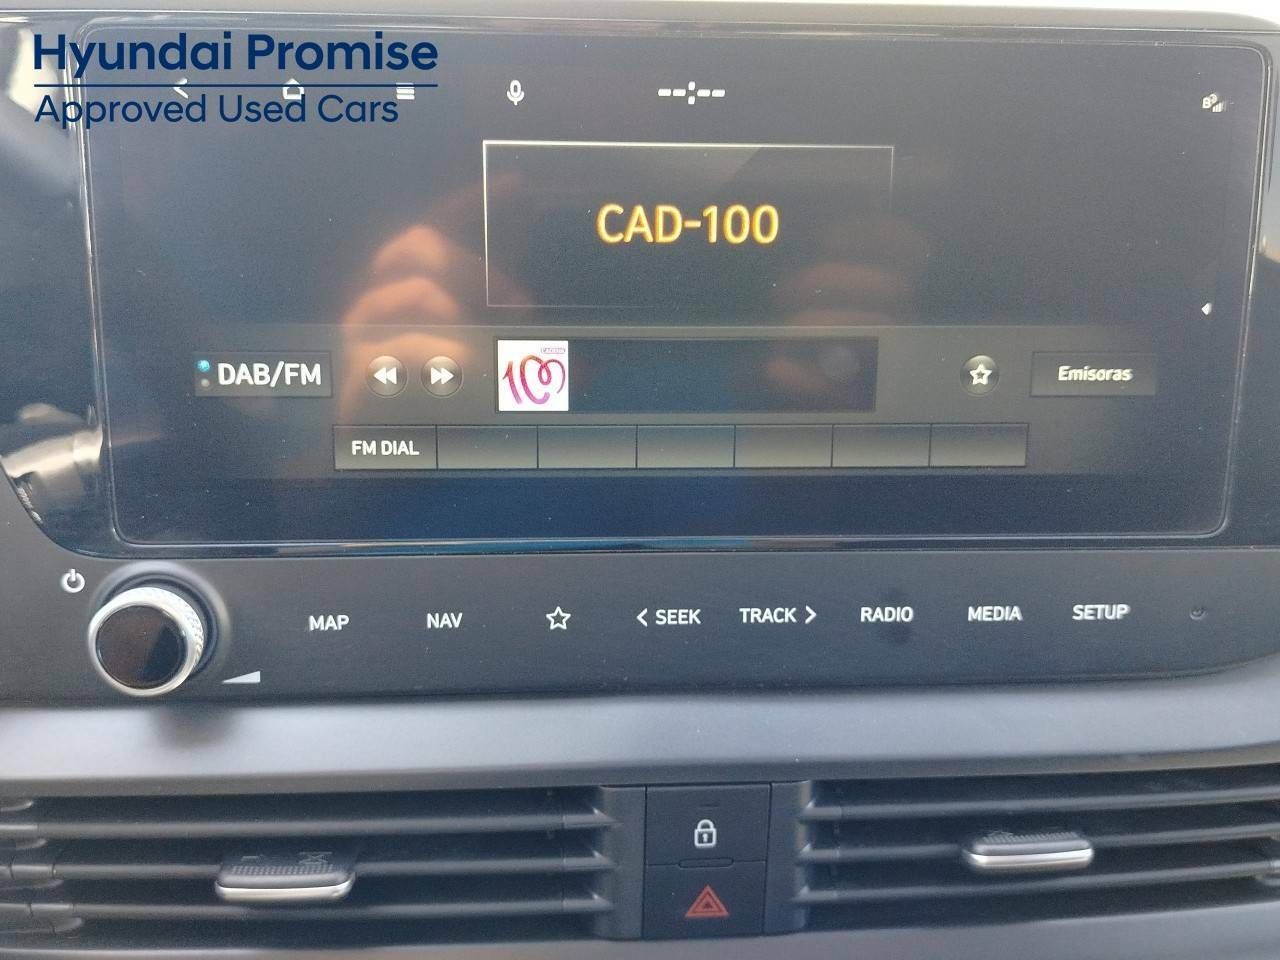 Hyundai Promise
Approved Used Cars
--:--
CAD-100
DAB/FM
100
Emisoras
FM DIAL
MAP
NAV
< SEEK
TRACK >
RADIO
MEDIA
SETUP